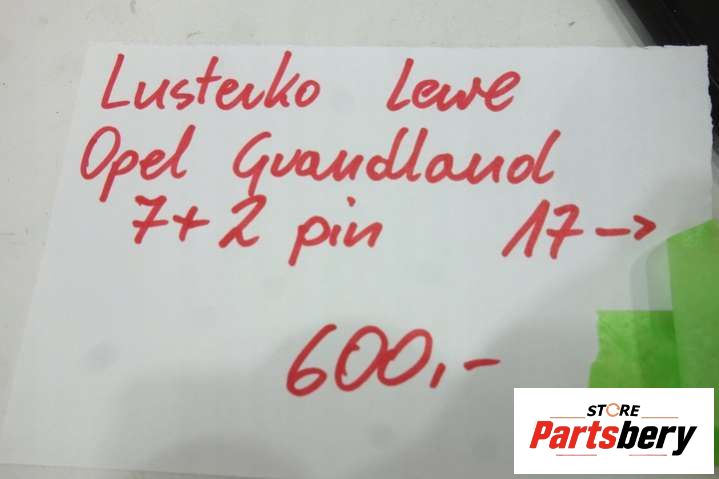 Lusterko Lewe
Opel Grandland
7+2 pin 17->
600,-
STORE
Partsbery